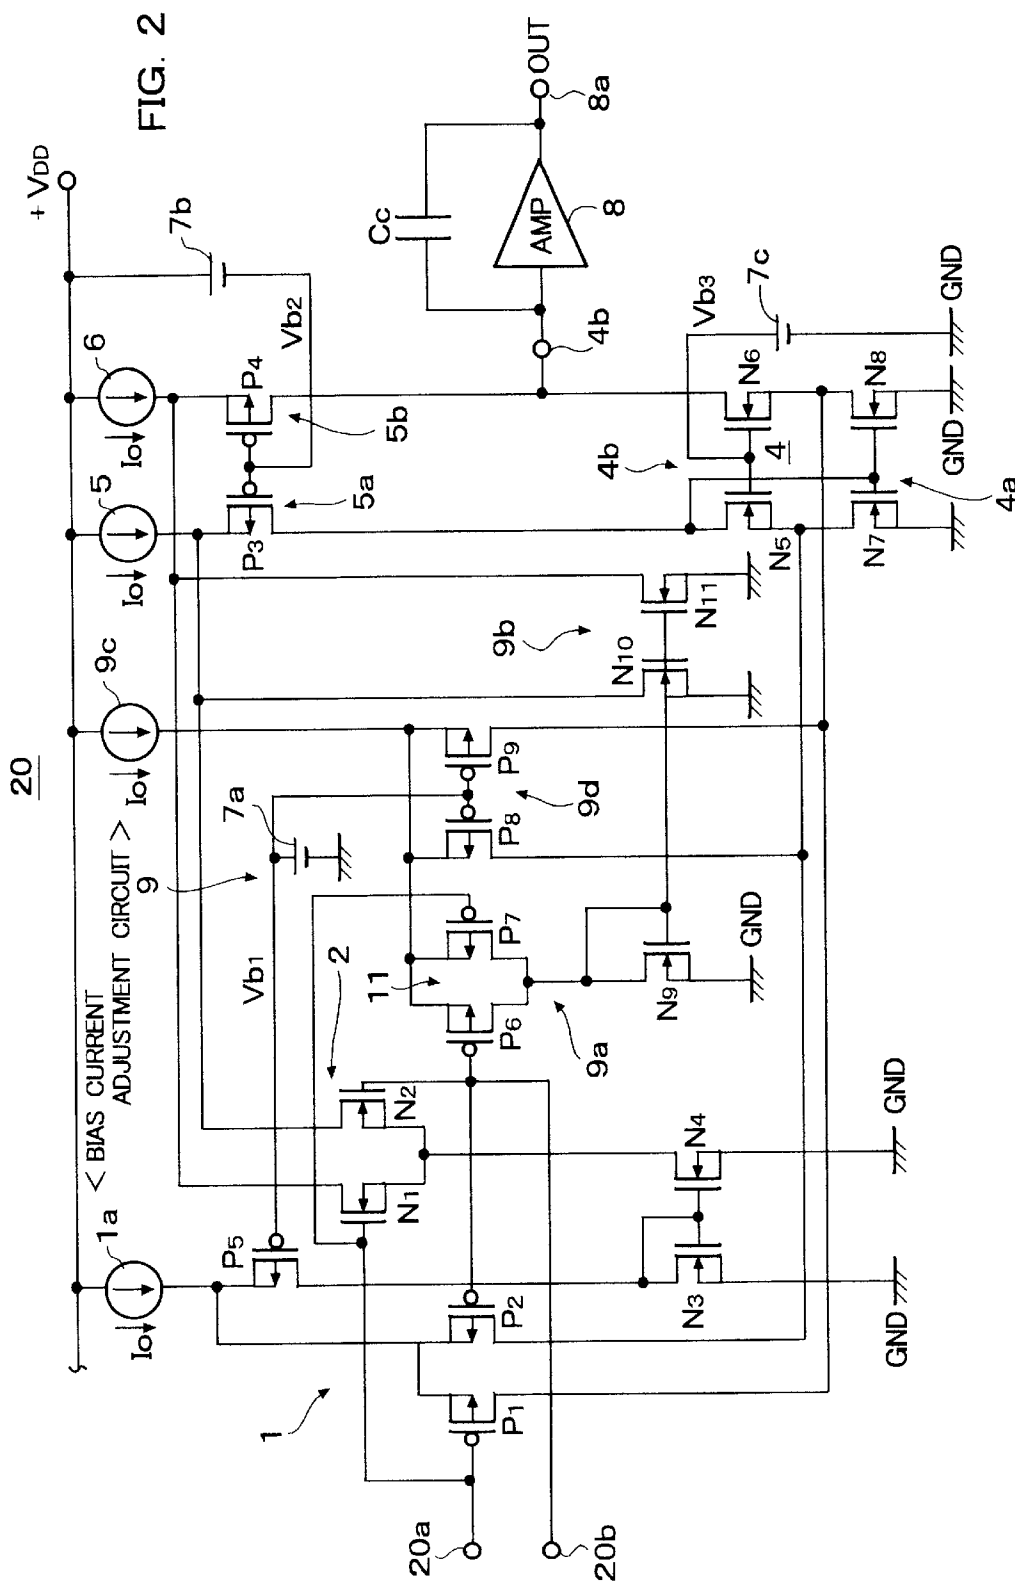 FIG. 2
20
+ VDD
< BIAS CURRENT
ADJUSTMENT CIRCUIT >
1a
Io
9c
Io
5
Io
6
Io
7b
Vb2
P5
Vb1
9
7a
P3
5a
P4
5b
1
N1
N2
2
11
P1
P2
P6
P7
P8
P9
9d
9a
9b
N10
N11
N9
GND
N3
N4
GND
GND
4b
4
N5
N6
N7
N8
4a
GND
GND
Vb3
7c
4b
Cc
AMP
8
OUT
8a
20a
20b